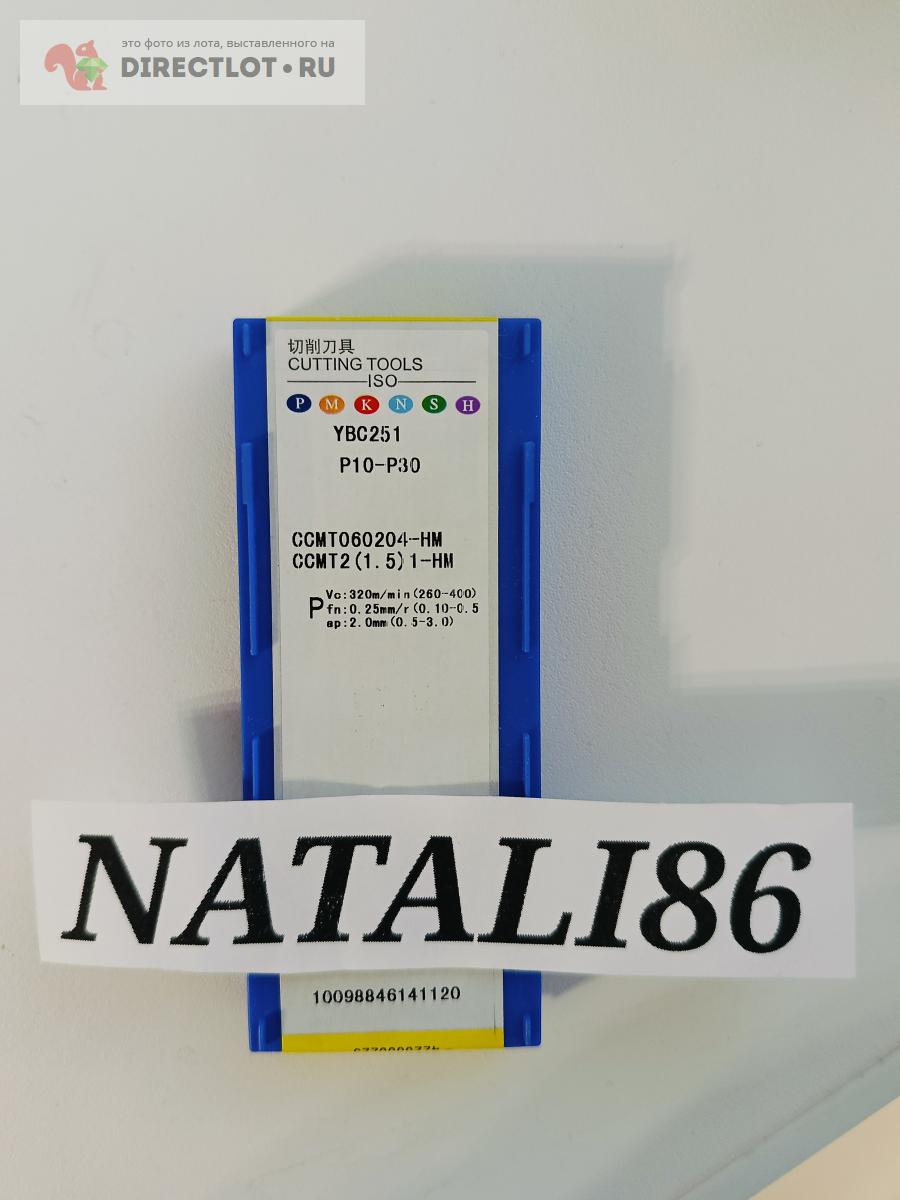 это фото из лота, выставленного на
DIRECTLOT•RU
切削刀具
CUTTING TOOLS
ISO
P M K N S H
YBC251
P10-P30
CCMT060204-HM
CCMT2(1.5)1-HM
P
Vc:320m/min(260-400)
fn:0.25mm/r(0.10-0.5
ap:2.0mm(0.5-3.0)
NATALI86
10098846141120